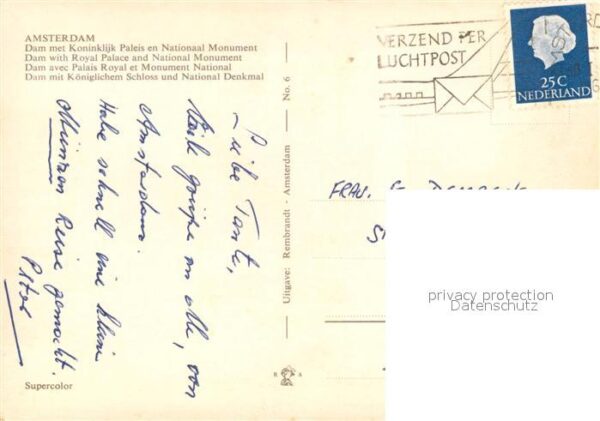 AMSTERDAM
Dam met Koninklijk Paleis en Nationaal Monument
Dam with Royal Palace and National Monument
Dam avec Palais Royal et Monument National
Dam mit Königlichem Schloss und National Denkmal
VERZEND PER
LUCHTPOST
25C
NEDERLAND
Liebe Tante,
viele Grüße an alle, von
Amsterdam.
Habe schnell eine kleine
Reise gemacht.
Peter
No. 6
Uitgave: Rembrandt - Amsterdam
R A
FRAU
privacy protection
Datenschutz
Supercolor